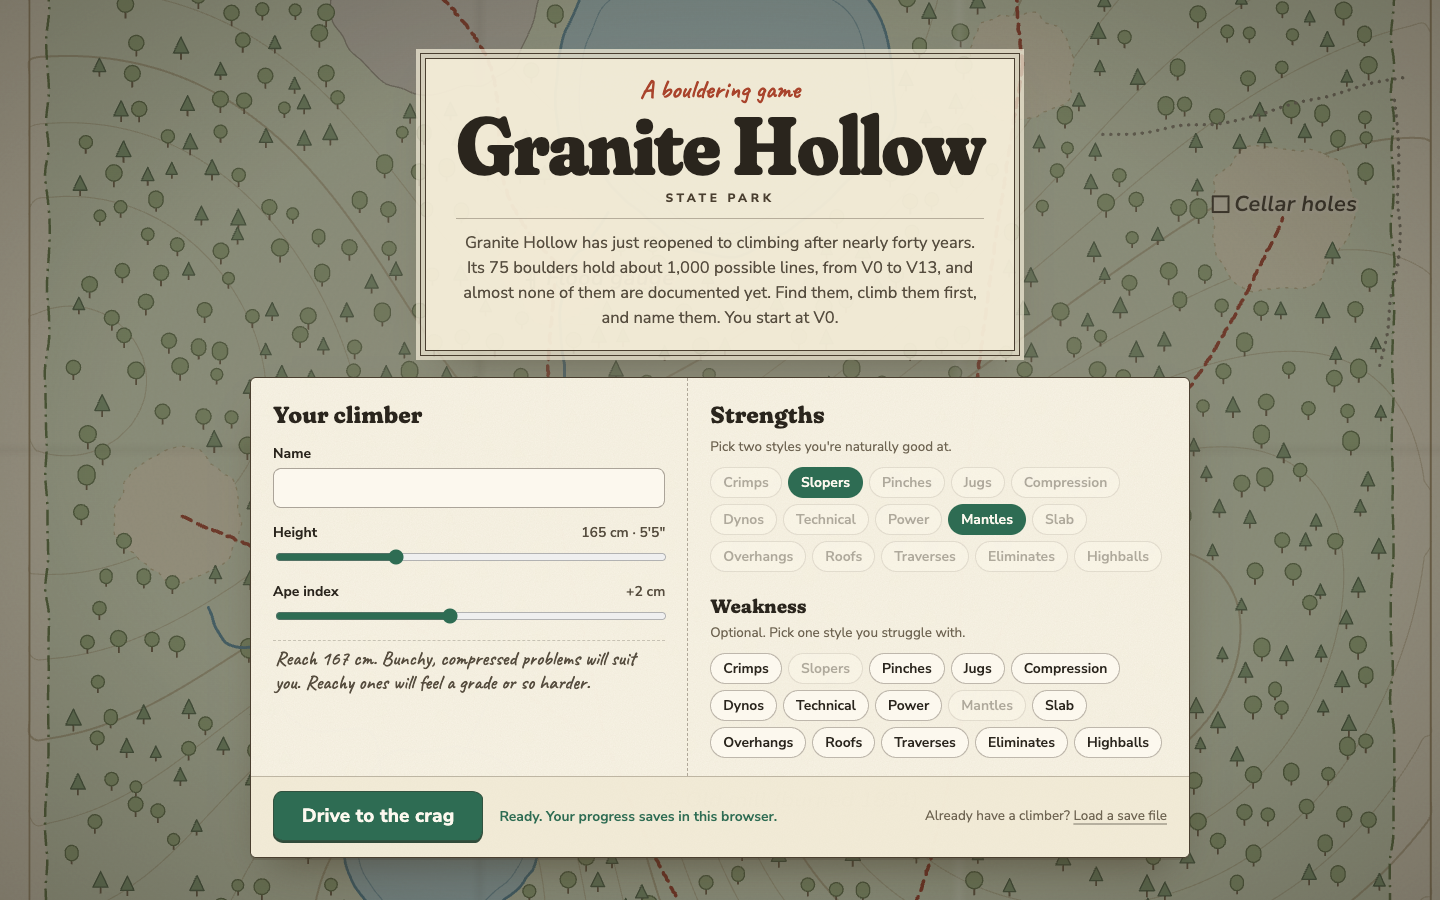 A bouldering game
Granite Hollow
STATE PARK
Granite Hollow has just reopened to climbing after nearly forty years.
Its 75 boulders hold about 1,000 possible lines, from V0 to V13, and
almost none of them are documented yet. Find them, climb them first,
and name them. You start at V0.
Cellar holes
Your climber
Name
Height 165 cm · 5'5"
Ape index +2 cm
Reach 167 cm. Bunchy, compressed problems will suit
you. Reachy ones will feel a grade or so harder.
Strengths
Pick two styles you're naturally good at.
Crimps Slopers Pinches Jugs Compression
Dynos Technical Power Mantles Slab
Overhangs Roofs Traverses Eliminates Highballs
Weakness
Optional. Pick one style you struggle with.
Crimps Slopers Pinches Jugs Compression
Dynos Technical Power Mantles Slab
Overhangs Roofs Traverses Eliminates Highballs
Drive to the crag Ready. Your progress saves in this browser. Already have a climber? Load a save file